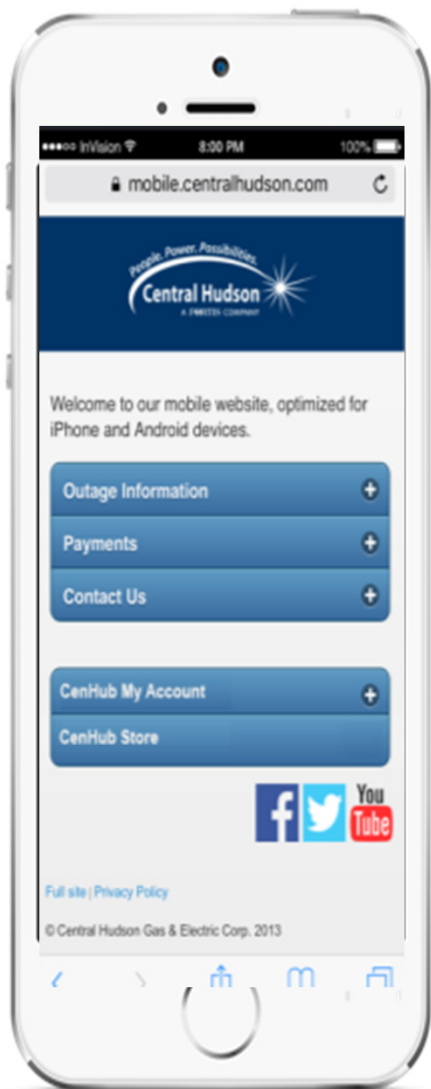 ●●●○○ InVision 8:00 PM 100%
mobile.centralhudson.com
People. Power. Possibilities.
Central Hudson
A FORTIS COMPANY
Welcome to our mobile website, optimized for
iPhone and Android devices.
Outage Information
Payments
Contact Us
CenHub My Account
CenHub Store
f You
Tube
Full site | Privacy Policy
© Central Hudson Gas & Electric Corp. 2013